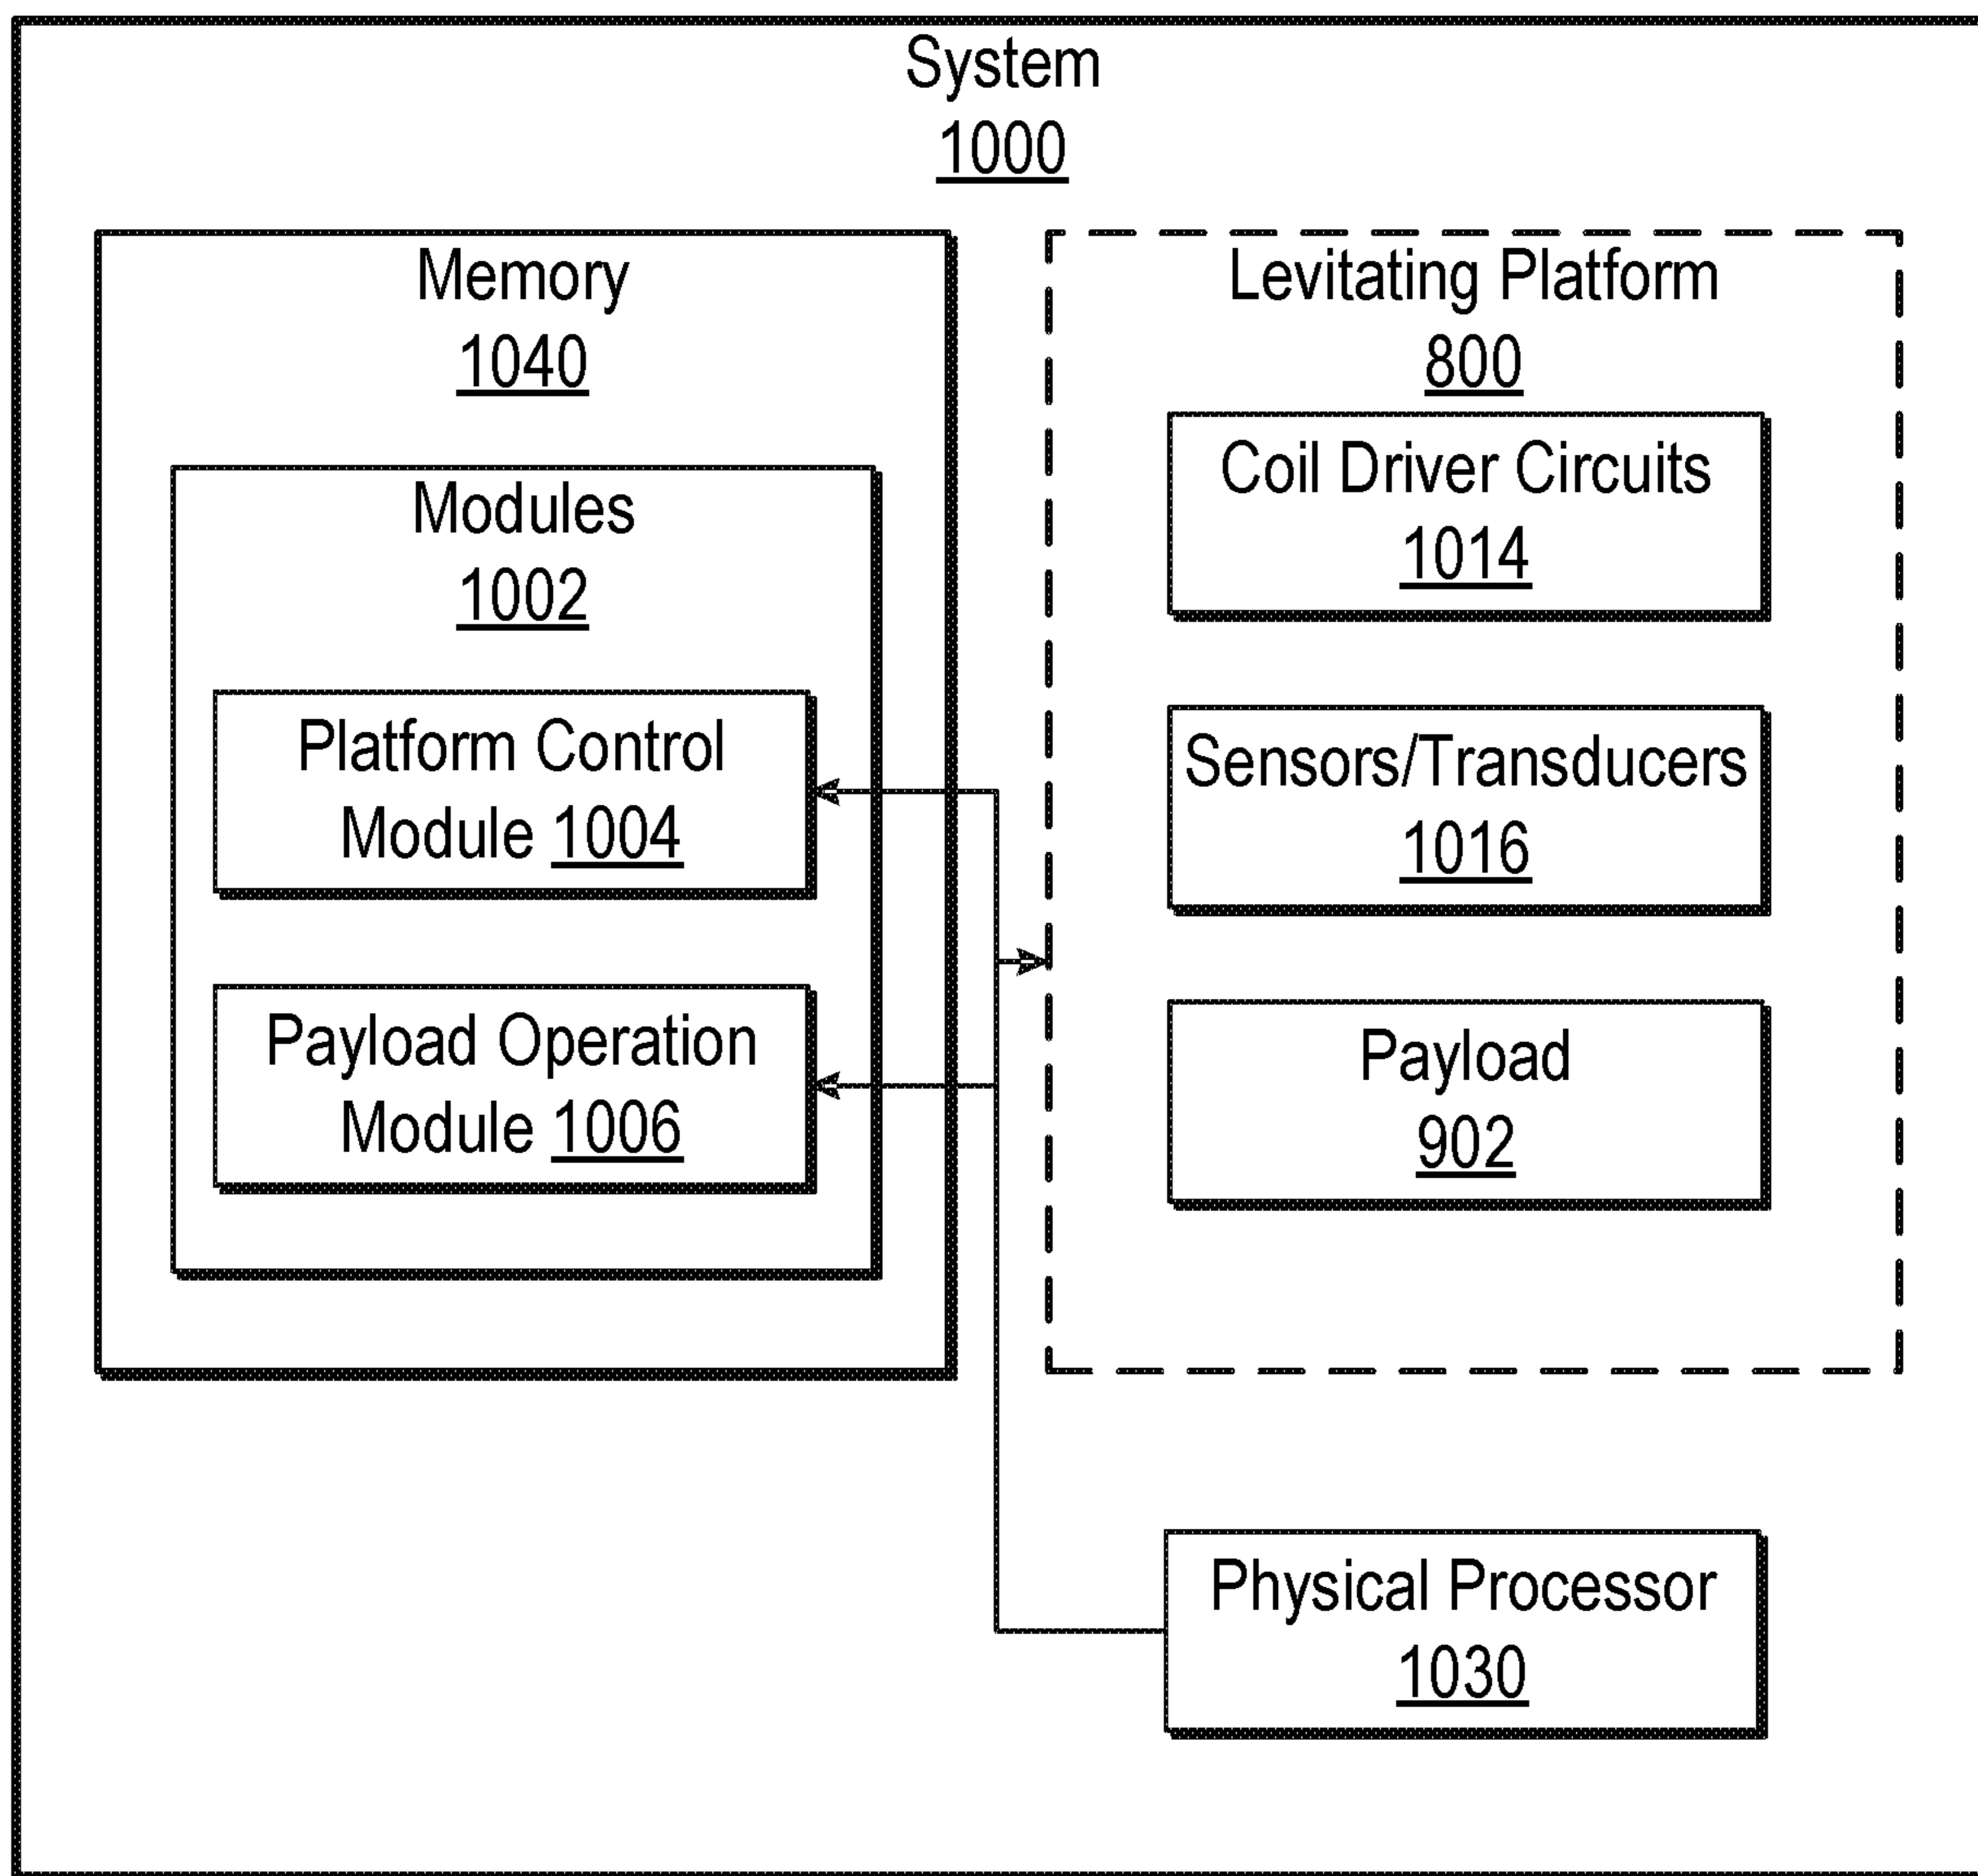 System
1000
Memory
1040
Modules
1002
Platform Control
Module 1004
Payload Operation
Module 1006
Levitating Platform
800
Coil Driver Circuits
1014
Sensors/Transducers
1016
Payload
902
Physical Processor
1030